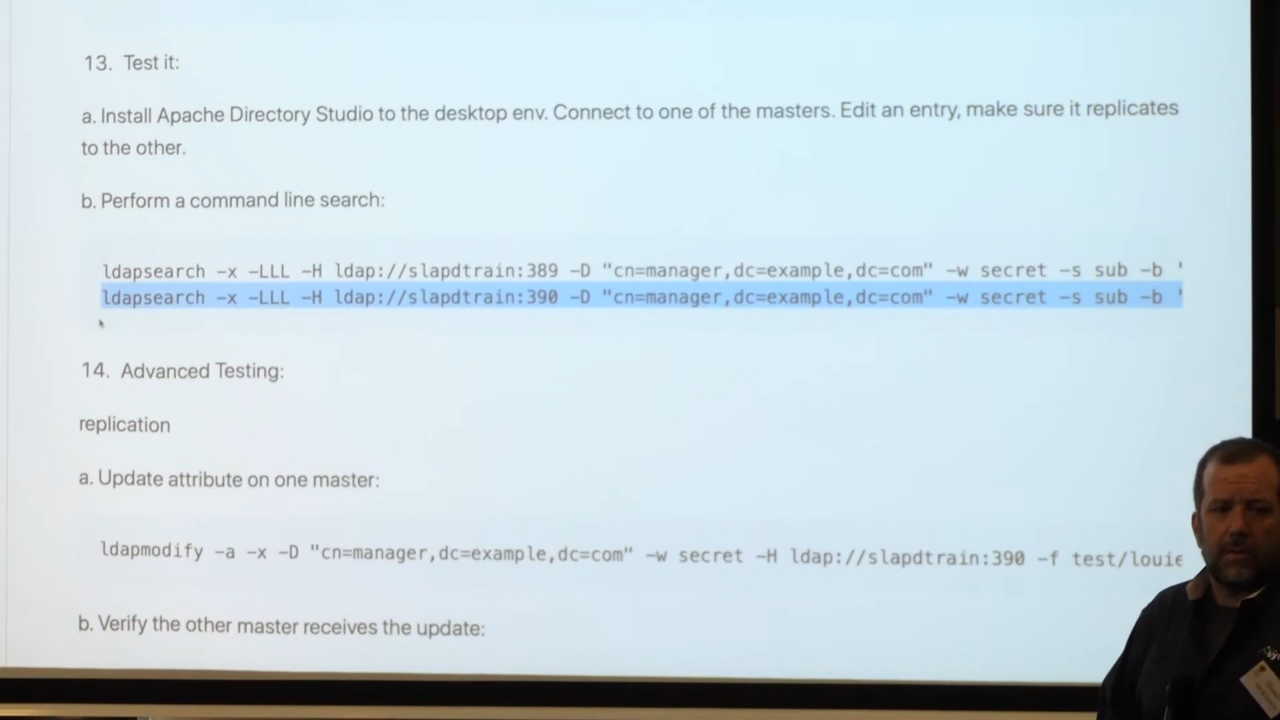 13. Test it:
a. Install Apache Directory Studio to the desktop env. Connect to one of the masters. Edit an entry, make sure it replicates
to the other.
b. Perform a command line search:
ldapsearch -x -LLL -H ldap://slapdtrain:389 -D "cn=manager,dc=example,dc=com" -w secret -s sub -b '
ldapsearch -x -LLL -H ldap://slapdtrain:390 -D "cn=manager,dc=example,dc=com" -w secret -s sub -b '
14. Advanced Testing:
replication
a. Update attribute on one master:
ldapmodify -a -x -D "cn=manager,dc=example,dc=com" -w secret -H ldap://slapdtrain:390 -f test/louie
b. Verify the other master receives the update: